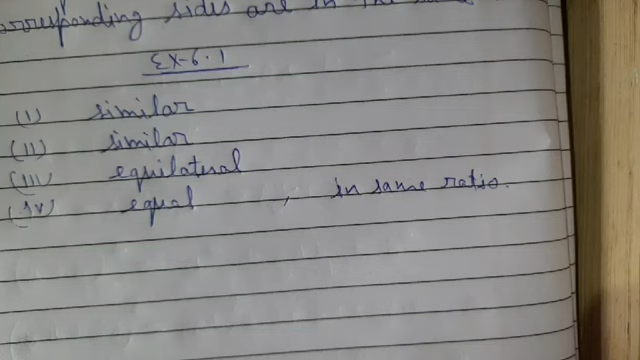 corresponding sides are in the same
EX-6.1
(i) similar
(ii) similar
(iii) equilateral
(iv) equal , in same ratio.